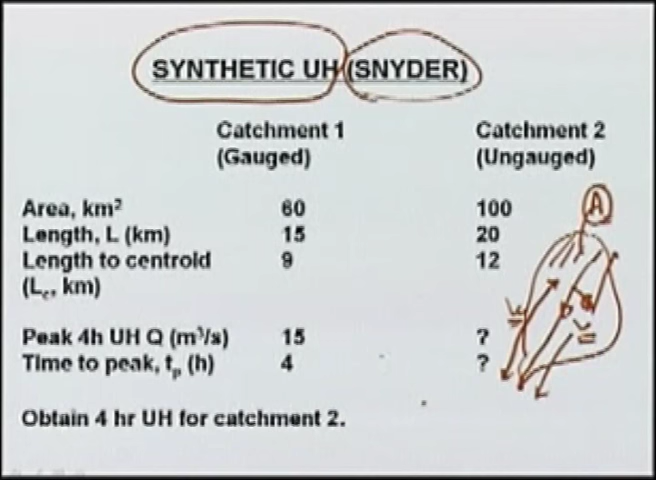 SYNTHETIC UH (SNYDER)
Catchment 1 Catchment 2
(Gauged) (Ungauged)
A
Area, km² 60 100
Length, L (km) 15 20
Length to centroid 9 12
(Lc, km)
Peak 4h UH Q (m³/s) 15 ?
Time to peak, tp (h) 4 ?
Obtain 4 hr UH for catchment 2.